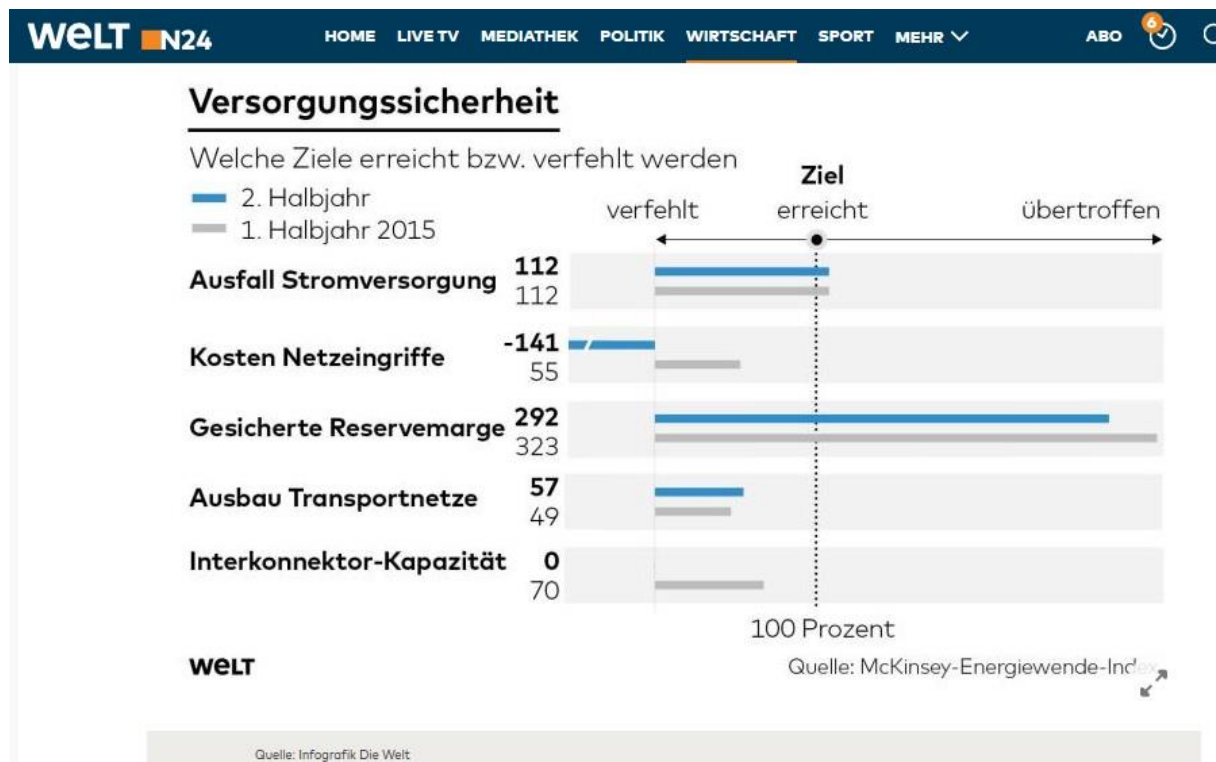 WELT N24 HOME LIVE TV MEDIATHEK POLITIK WIRTSCHAFT SPORT MEHR ABO 6
Versorgungssicherheit
Welche Ziele erreicht bzw. verfehlt werden
2. Halbjahr
1. Halbjahr 2015
Ziel
verfehlt erreicht übertroffen
Ausfall Stromversorgung 112
112
Kosten Netzeingriffe -141
55
Gesicherte Reservemarge 292
323
Ausbau Transportnetze 57
49
Interkonnektor-Kapazität 0
70
100 Prozent
WELT Quelle: McKinsey-Energiewende-Index
Quelle: Infografik Die Welt